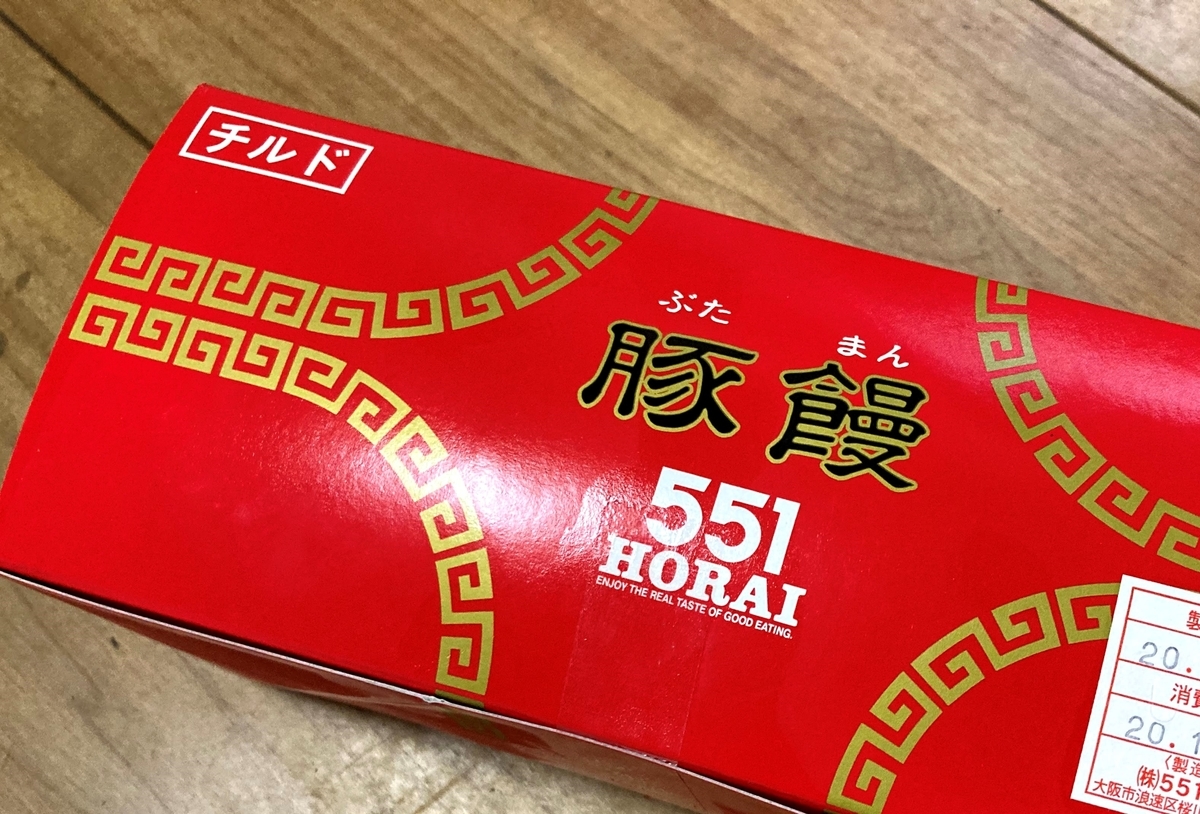 チルド
ぶた まん
豚饅
551
HORAI
ENJOY THE REAL TASTE OF GOOD EATING.
製
20.
消費
20.1
〈製造
㈱551
大阪市浪速区桜川